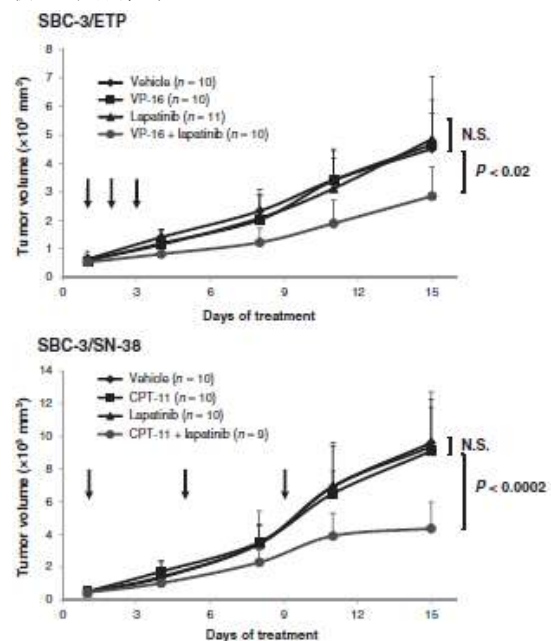 SBC-3/ETP
8
7
6
5
4
3
2
1
0
Tumor volume (×10³ mm³)
Vehicle (n = 10)
VP-16 (n = 10)
Lapatinib (n = 11)
VP-16 + lapatinib (n = 10)
N.S.
P < 0.02
0 3 6 9 12 15
Days of treatment
SBC-3/SN-38
14
12
10
8
6
4
2
0
Tumor volume (×10³ mm³)
Vehicle (n = 10)
CPT-11 (n = 10)
Lapatinib (n = 10)
CPT-11 + lapatinib (n = 9)
N.S.
P < 0.0002
0 3 6 9 12 15
Days of treatment